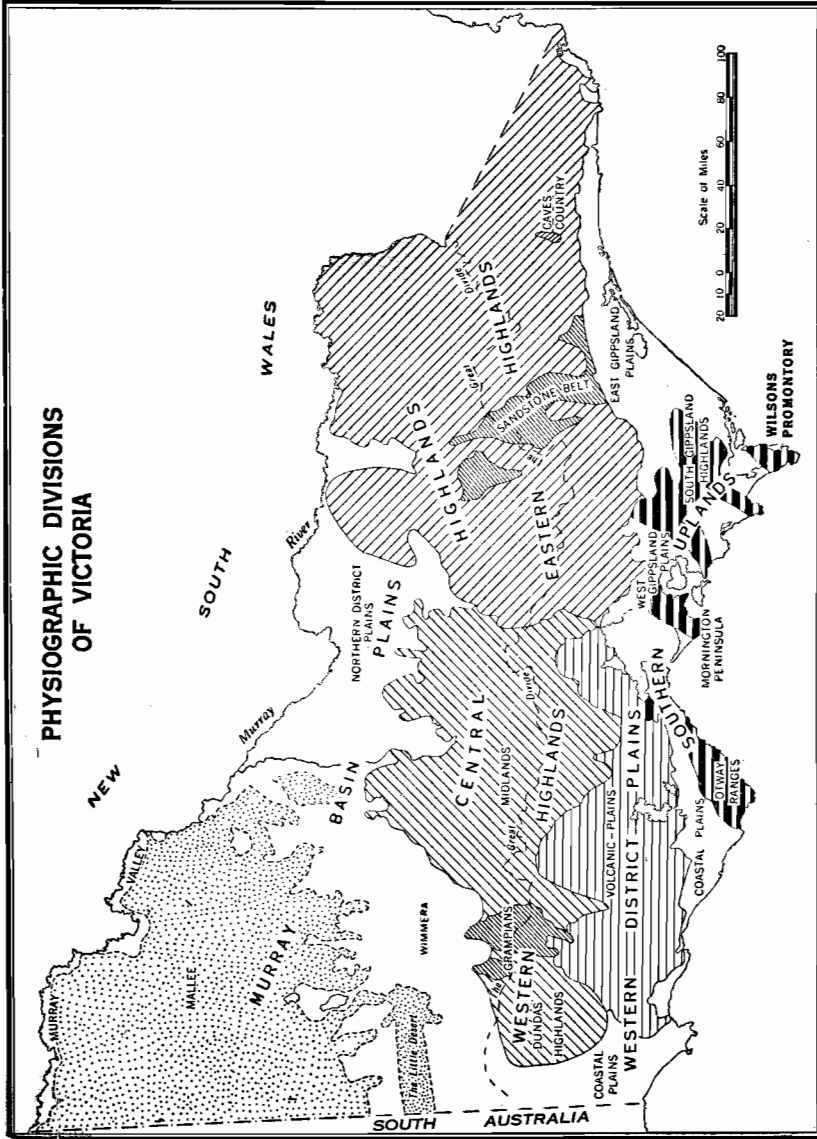 PHYSIOGRAPHIC DIVISIONS
OF VICTORIA
NEW
SOUTH
WALES
Murray
River
MURRAY
VALLEY
MALLEE
MURRAY
BASIN
PLAINS
NORTHERN DISTRICT
PLAINS
WIMMERA
The Little Desert
SOUTH
AUSTRALIA
WESTERN
DUNDAS
HIGHLANDS
The
GRAMPIANS
Great
Divide
CENTRAL
MIDLANDS
HIGHLANDS
HIGHLANDS
EASTERN
HIGHLANDS
The
Great
Divide
SANDSTONE BELT
CAVES
COUNTRY
COASTAL
PLAINS
WESTERN DISTRICT PLAINS
VOLCANIC-PLAINS
COASTAL PLAINS
OTWAY
RANGES
SOUTHERN
UPLANDS
MORNINGTON
PENINSULA
WEST
GIPPSLAND
PLAINS
SOUTH GIPPSLAND
HIGHLANDS
WILSONS
PROMONTORY
EAST GIPPSLAND
PLAINS
Scale of Miles
20 10 0 20 40 60 80 100